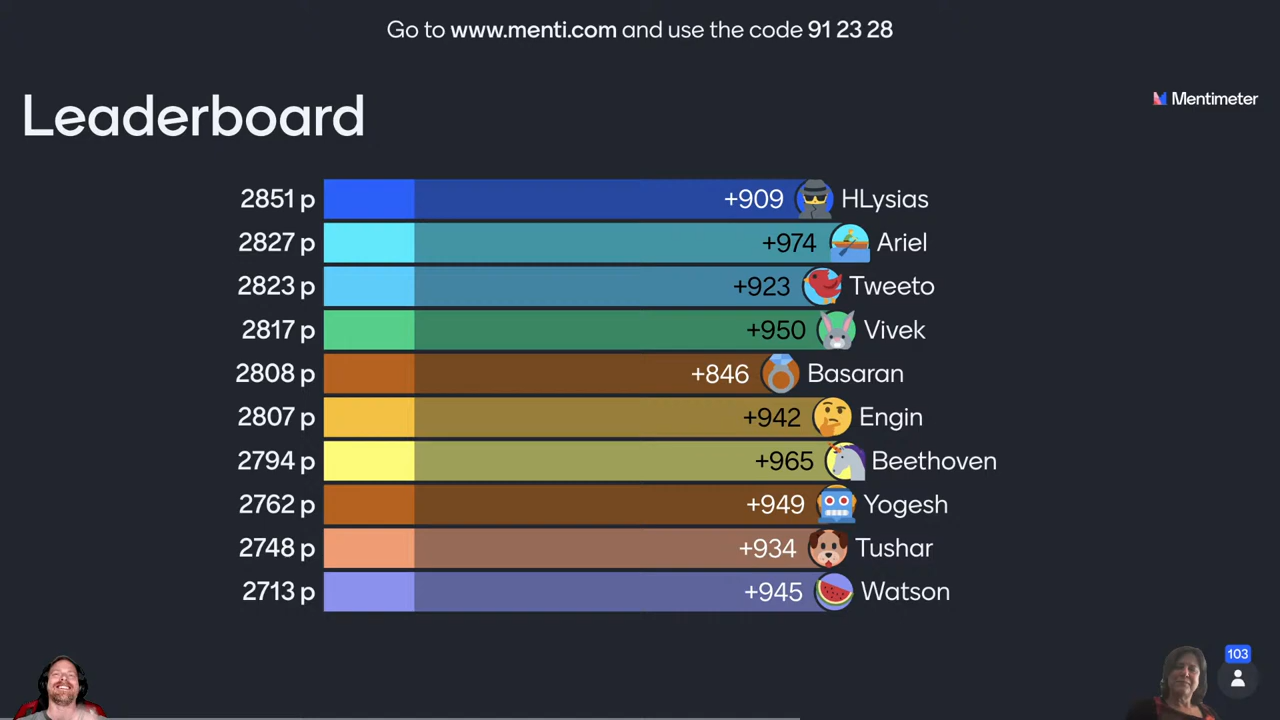 Go to www.menti.com and use the code 91 23 28
Leaderboard
Mentimeter
2851 p +909 HLysias
2827 p +974 Ariel
2823 p +923 Tweeto
2817 p +950 Vivek
2808 p +846 Basaran
2807 p +942 Engin
2794 p +965 Beethoven
2762 p +949 Yogesh
2748 p +934 Tushar
2713 p +945 Watson
103